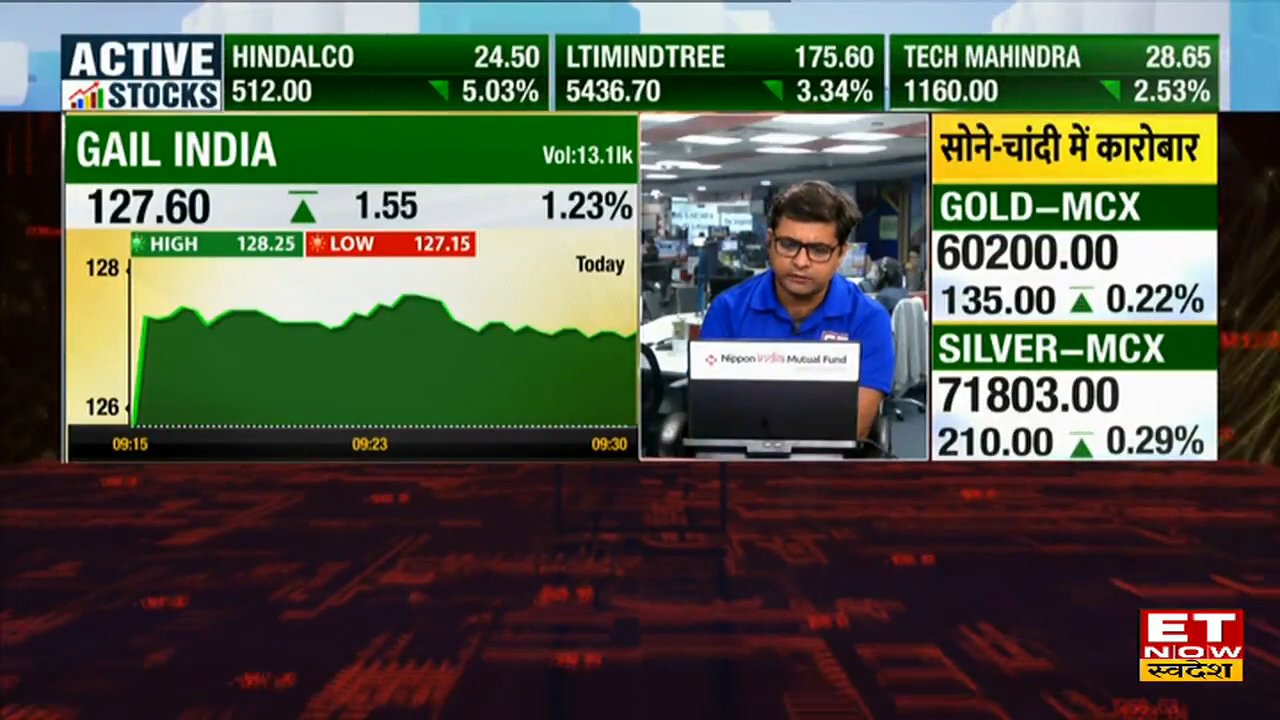 ACTIVE
STOCKS
HINDALCO 24.50
512.00 5.03%
LTIMINDTREE 175.60
5436.70 3.34%
TECH MAHINDRA 28.65
1160.00 2.53%
GAIL INDIA Vol:13.1lk
127.60 1.55 1.23%
HIGH 128.25 LOW 127.15
Today
128
126
09:15 09:23 09:30
Nippon india Mutual Fund
सोने-चांदी में कारोबार
GOLD–MCX
60200.00
135.00 0.22%
SILVER–MCX
71803.00
210.00 0.29%
ET
NOW
स्वदेश